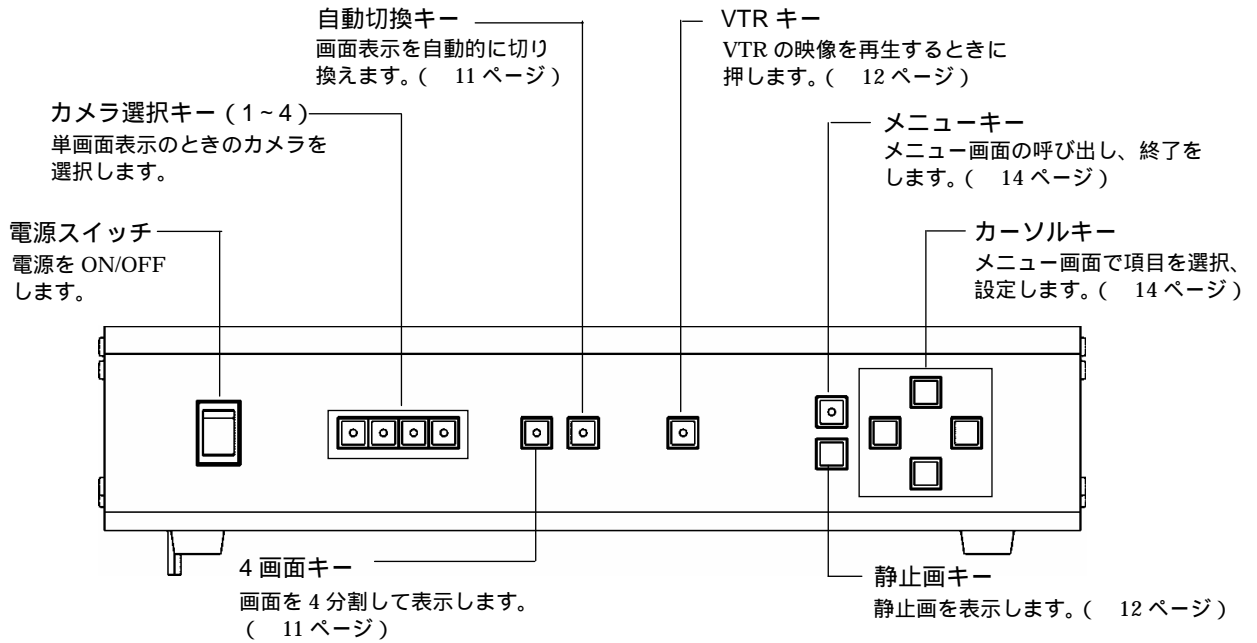 自動切換キー
画面表示を自動的に切り
換えます。(　11 ページ)
VTR キー
VTR の映像を再生するときに
押します。(　12 ページ)
カメラ選択キー(1~4)
単画面表示のときのカメラを
選択します。
メニューキー
メニュー画面の呼び出し、終了を
します。(　14 ページ)
電源スイッチ
電源を ON/OFF
します。
カーソルキー
メニュー画面で項目を選択、
設定します。(　14 ページ)
4 画面キー
画面を 4 分割して表示します。
(　11 ページ)
静止画キー
静止画を表示します。(　12 ページ)